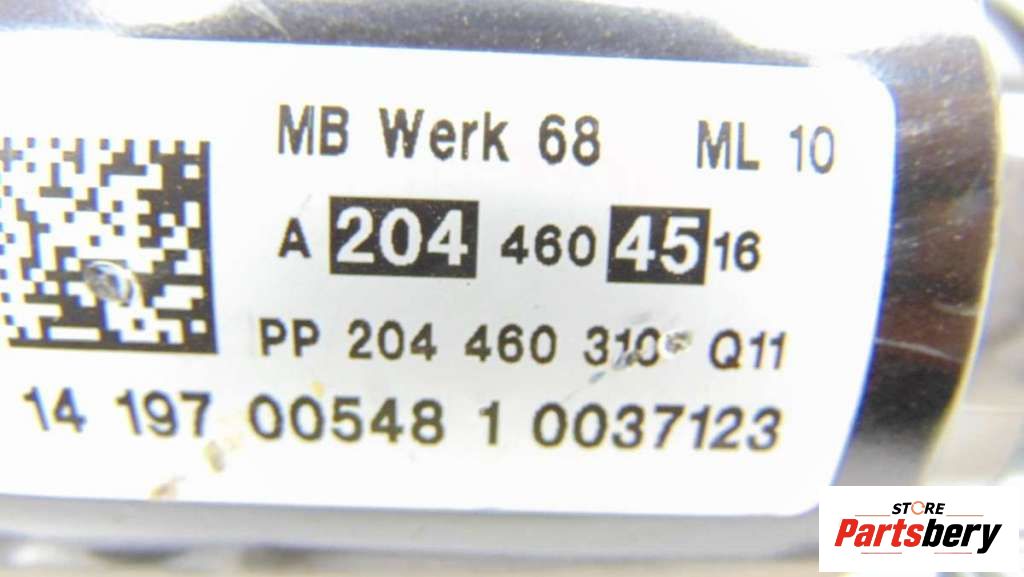 MB Werk 68 ML 10
A 204 460 45 16
PP 204 460 310 Q11
14 197 00548 1 0037123
STORE
Partsbery